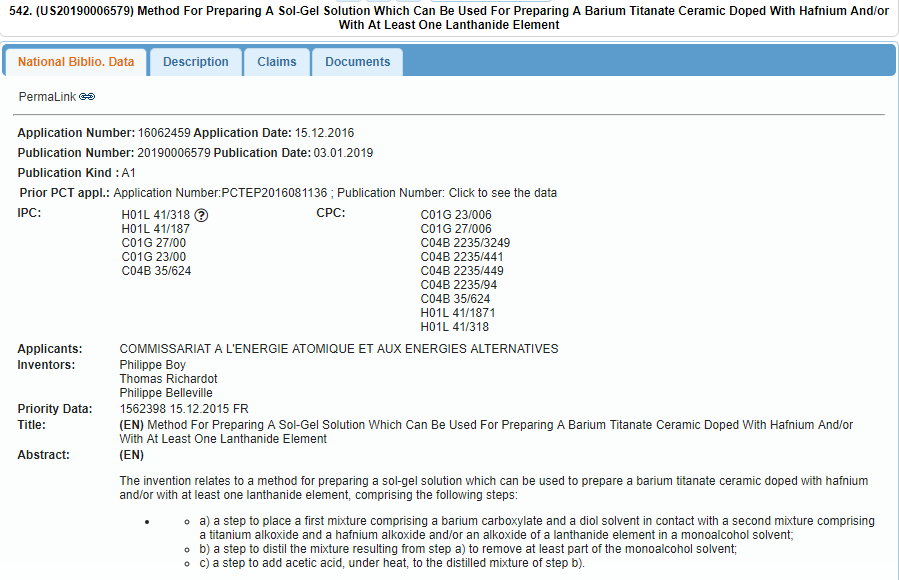 542. (US20190006579) Method For Preparing A Sol-Gel Solution Which Can Be Used For Preparing A Barium Titanate Ceramic Doped With Hafnium And/or
With At Least One Lanthanide Element
National Biblio. Data Description Claims Documents
PermaLink
Application Number: 16062459 Application Date: 15.12.2016
Publication Number: 20190006579 Publication Date: 03.01.2019
Publication Kind : A1
Prior PCT appl.: Application Number:PCTEP2016081136 ; Publication Number: Click to see the data
IPC: H01L 41/318 ? CPC: C01G 23/006
H01L 41/187 C01G 27/006
C01G 27/00 C04B 2235/3249
C01G 23/00 C04B 2235/441
C04B 35/624 C04B 2235/449
C04B 2235/94
C04B 35/624
H01L 41/1871
H01L 41/318
Applicants: COMMISSARIAT A L'ENERGIE ATOMIQUE ET AUX ENERGIES ALTERNATIVES
Inventors: Philippe Boy
Thomas Richardot
Philippe Belleville
Priority Data: 1562398 15.12.2015 FR
Title: (EN) Method For Preparing A Sol-Gel Solution Which Can Be Used For Preparing A Barium Titanate Ceramic Doped With Hafnium And/or
With At Least One Lanthanide Element
Abstract: (EN)
The invention relates to a method for preparing a sol-gel solution which can be used to prepare a barium titanate ceramic doped with hafnium
and/or with at least one lanthanide element, comprising the following steps:
a) a step to place a first mixture comprising a barium carboxylate and a diol solvent in contact with a second mixture comprising
a titanium alkoxide and a hafnium alkoxide and/or an alkoxide of a lanthanide element in a monoalcohol solvent;
b) a step to distil the mixture resulting from step a) to remove at least part of the monoalcohol solvent;
c) a step to add acetic acid, under heat, to the distilled mixture of step b).